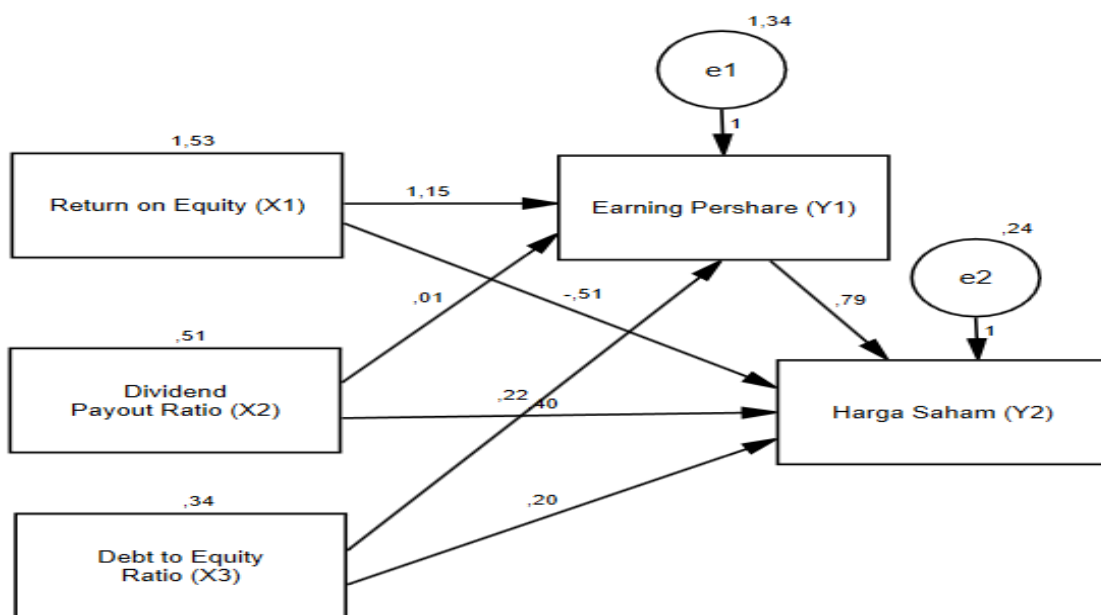 1,34
e1
1
1,53
Return on Equity (X1)
1,15
Earning Pershare (Y1)
,24
e2
1
,01
-,51
,79
,51
Dividend
Payout Ratio (X2)
,22
,40
Harga Saham (Y2)
,34
,20
Debt to Equity
Ratio (X3)